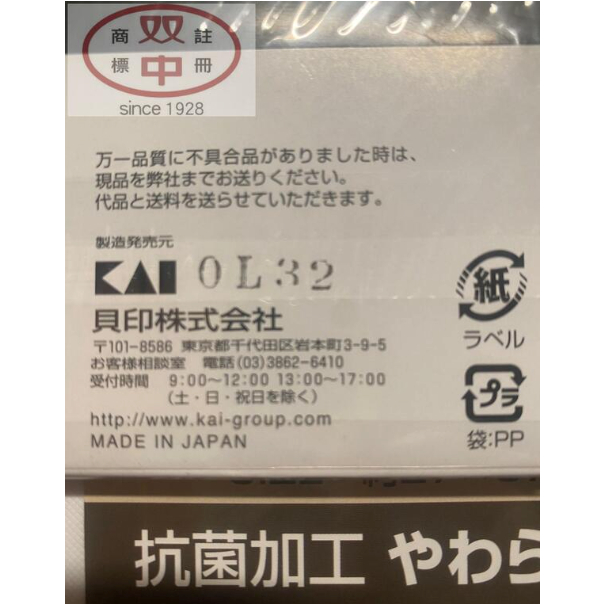 商 双 註
標 中 冊
since 1928
万一品質に不具合品がありました時は、
現品を弊社までお送りください。
代品と送料を送らせていただきます。
製造発売元
KAI 0L32
貝印株式会社
〒101-8586 東京都千代田区岩本町3-9-5
お客様相談室 電話(03)3862-6410
受付時間 9:00~12:00 13:00~17:00
(土・日・祝日を除く)
http://www.kai-group.com
MADE IN JAPAN
紙
ラベル
プラ
袋:PP
抗菌加工 やわら